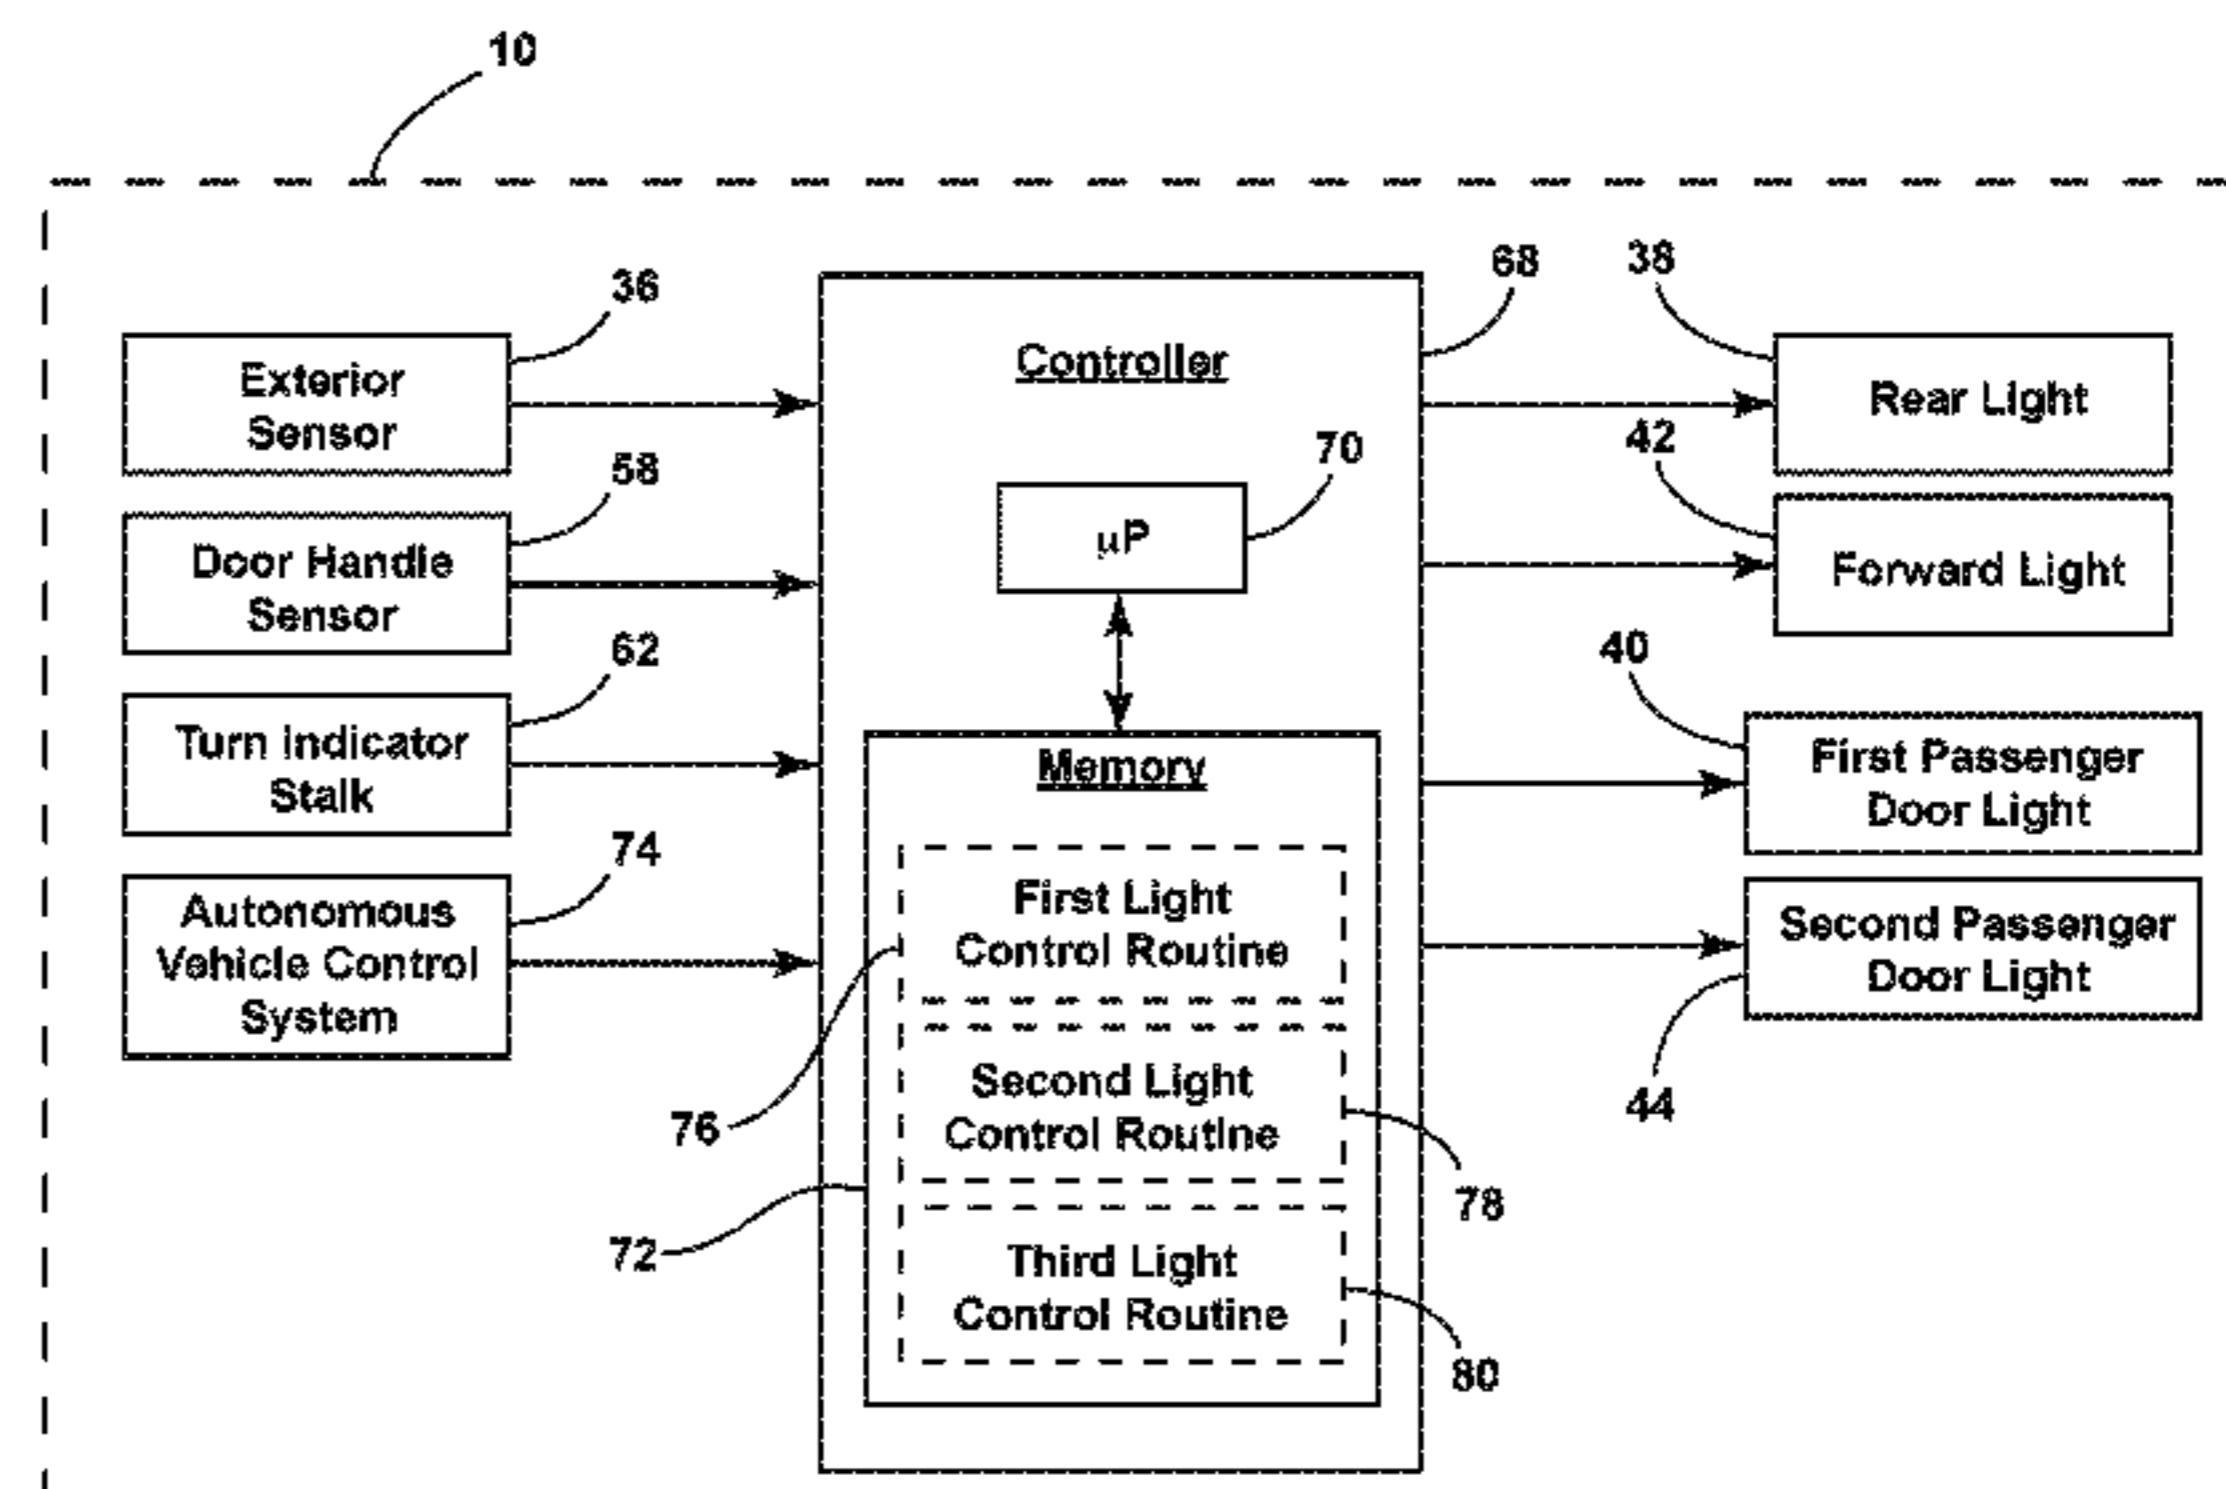 10
36
Exterior
Sensor
58
Door Handle
Sensor
62
Turn Indicator
Stalk
74
Autonomous
Vehicle Control
System
68
Controller
70
µP
Memory
First Light
Control Routine
76
Second Light
Control Routine
78
72
Third Light
Control Routine
80
38
Rear Light
42
Forward Light
40
First Passenger
Door Light
Second Passenger
Door Light
44